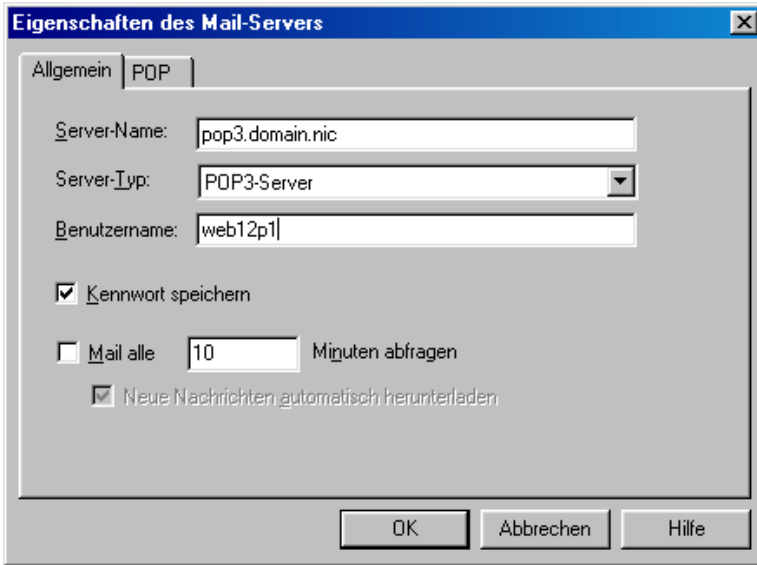 Eigenschaften des Mail-Servers
Allgemein POP
Server-Name: pop3.domain.nic
Server-Typ: POP3-Server
Benutzername: web12p1
Kennwort speichern
Mail alle 10 Minuten abfragen
Neue Nachrichten automatisch herunterladen
OK Abbrechen Hilfe